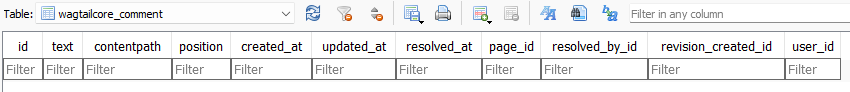 Table: wagtailcore_comment Filter in any column
id text contentpath position created_at updated_at resolved_at page_id resolved_by_id revision_created_id user_id
Filter Filter Filter Filter Filter Filter Filter Filter Filter Filter Filter